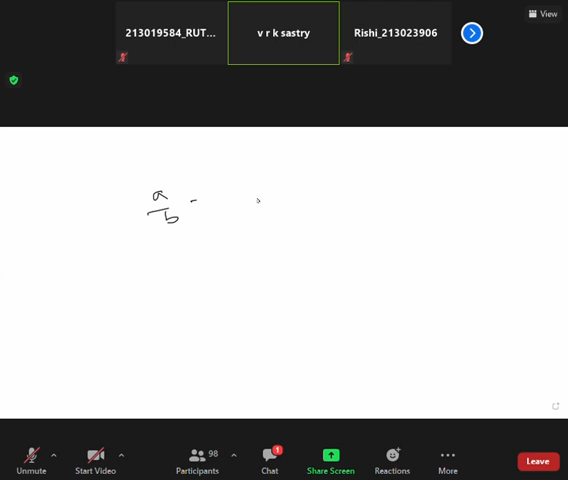 View
213019584_RUT...
v r k sastry
Rishi_213023906
a
b -
Unmute
Start Video
98
Participants
1
Chat
Share Screen
Reactions
More
Leave